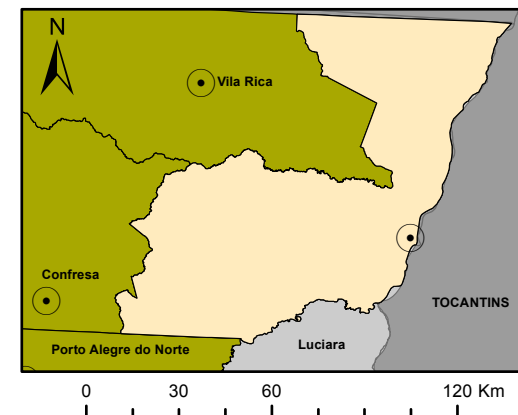 N
Vila Rica
Confresa
TOCANTINS
Porto Alegre do Norte
Luciara
0 30 60 120 Km